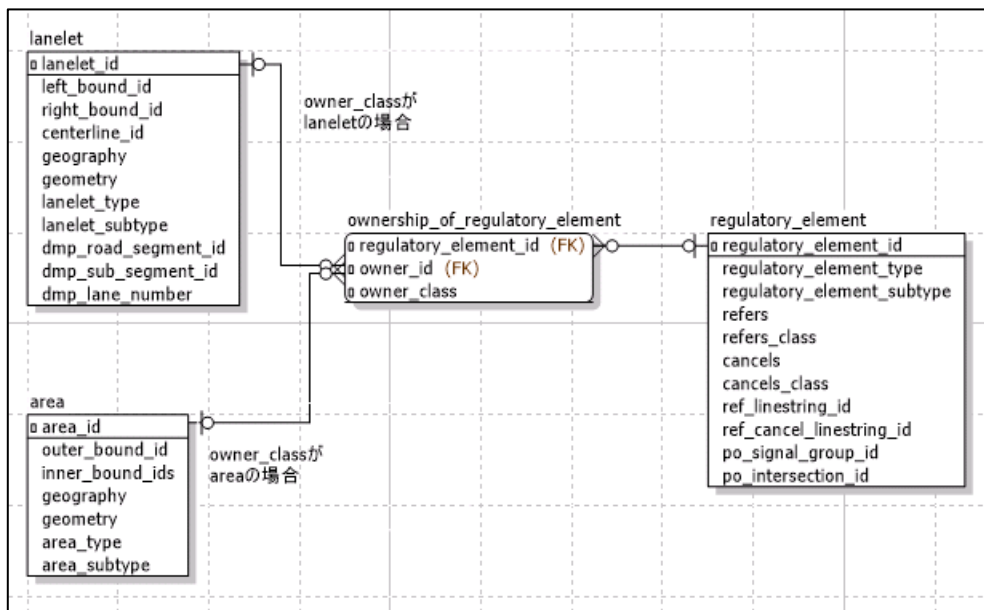 lanelet
lanelet_id
left_bound_id
right_bound_id
centerline_id
geography
geometry
lanelet_type
lanelet_subtype
dmp_road_segment_id
dmp_sub_segment_id
dmp_lane_number
owner_classが
laneletの場合
ownership_of_regulatory_element
regulatory_element_id (FK)
owner_id (FK)
owner_class
regulatory_element
regulatory_element_id
regulatory_element_type
regulatory_element_subtype
refers
refers_class
cancels
cancels_class
ref_linestring_id
ref_cancel_linestring_id
po_signal_group_id
po_intersection_id
area
area_id
outer_bound_id
inner_bound_ids
geography
geometry
area_type
area_subtype
owner_classが
areaの場合